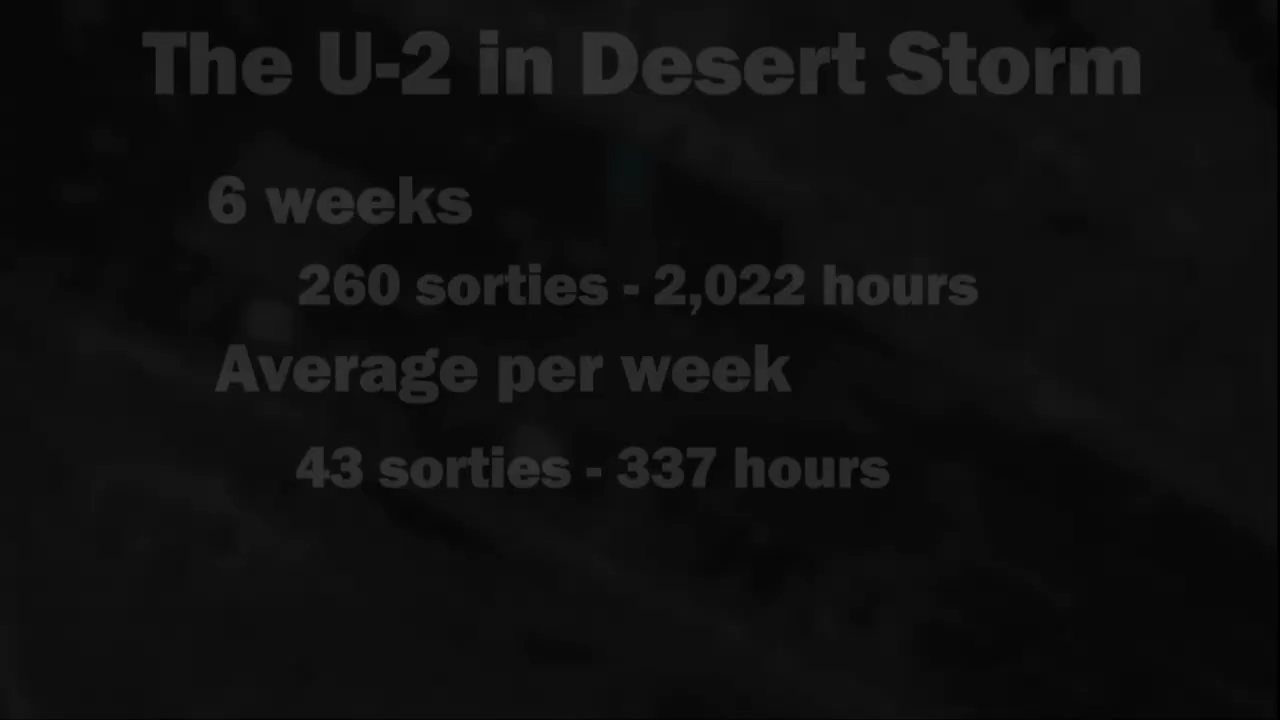 The U-2 in Desert Storm
6 weeks
260 sorties - 2,022 hours
Average per week
43 sorties - 337 hours